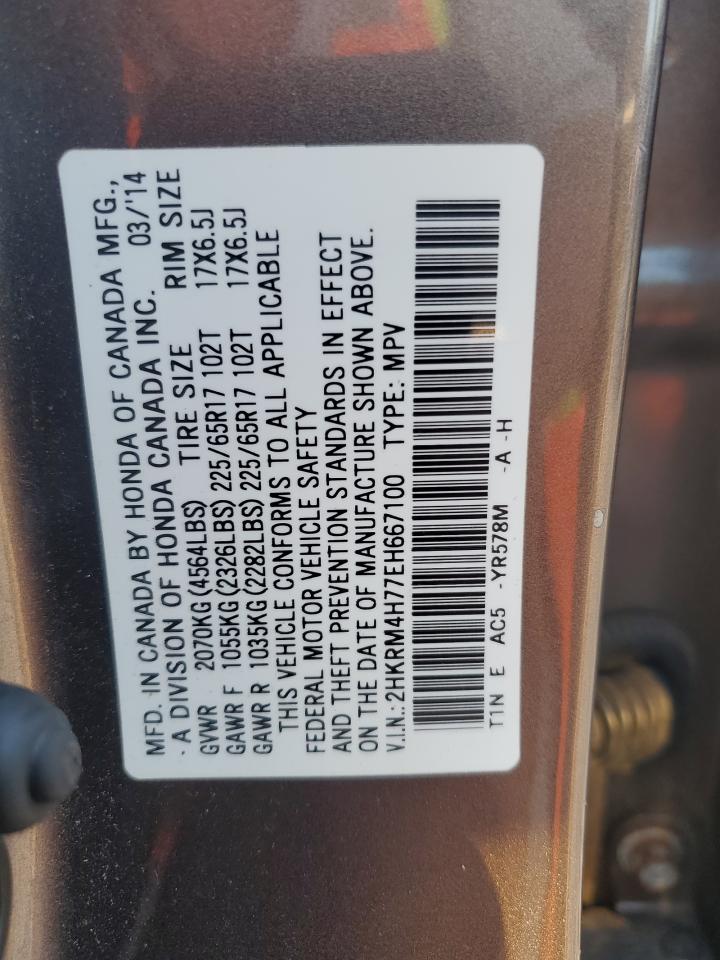 MFD. IN CANADA BY HONDA OF CANADA MFG.,
- A DIVISION OF HONDA CANADA INC. 03/'14
GVWR 2070KG(4564LBS) TIRE SIZE RIM SIZE
GAWR F 1055KG(2326LBS) 225/65R17 102T 17X6.5J
GAWR R 1035KG(2282LBS) 225/65R17 102T 17X6.5J
THIS VEHICLE CONFORMS TO ALL APPLICABLE
FEDERAL MOTOR VEHICLE SAFETY
AND THEFT PREVENTION STANDARDS IN EFFECT
ON THE DATE OF MANUFACTURE SHOWN ABOVE.
V.I.N.: 2HKRM4H77EH667100 TYPE: MPV
T1N E AC5 -YR578M -A -H